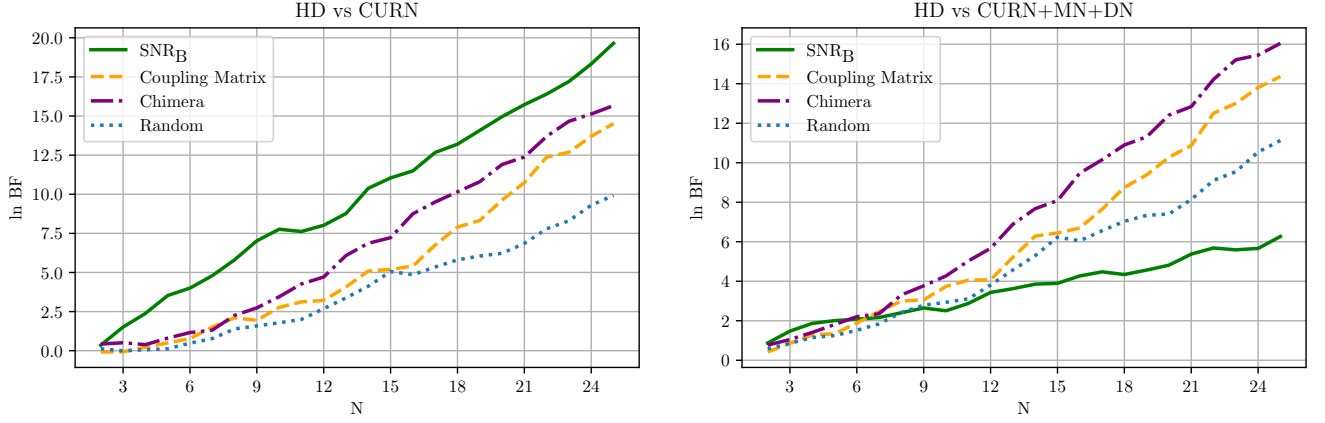 HD vs CURN
20.0
17.5
15.0
12.5
10.0
7.5
5.0
2.5
0.0
ln BF
SNR_B
Coupling Matrix
Chimera
Random
3 6 9 12 15 18 21 24
N
HD vs CURN+MN+DN
16
14
12
10
8
6
4
2
0
ln BF
SNR_B
Coupling Matrix
Chimera
Random
3 6 9 12 15 18 21 24
N